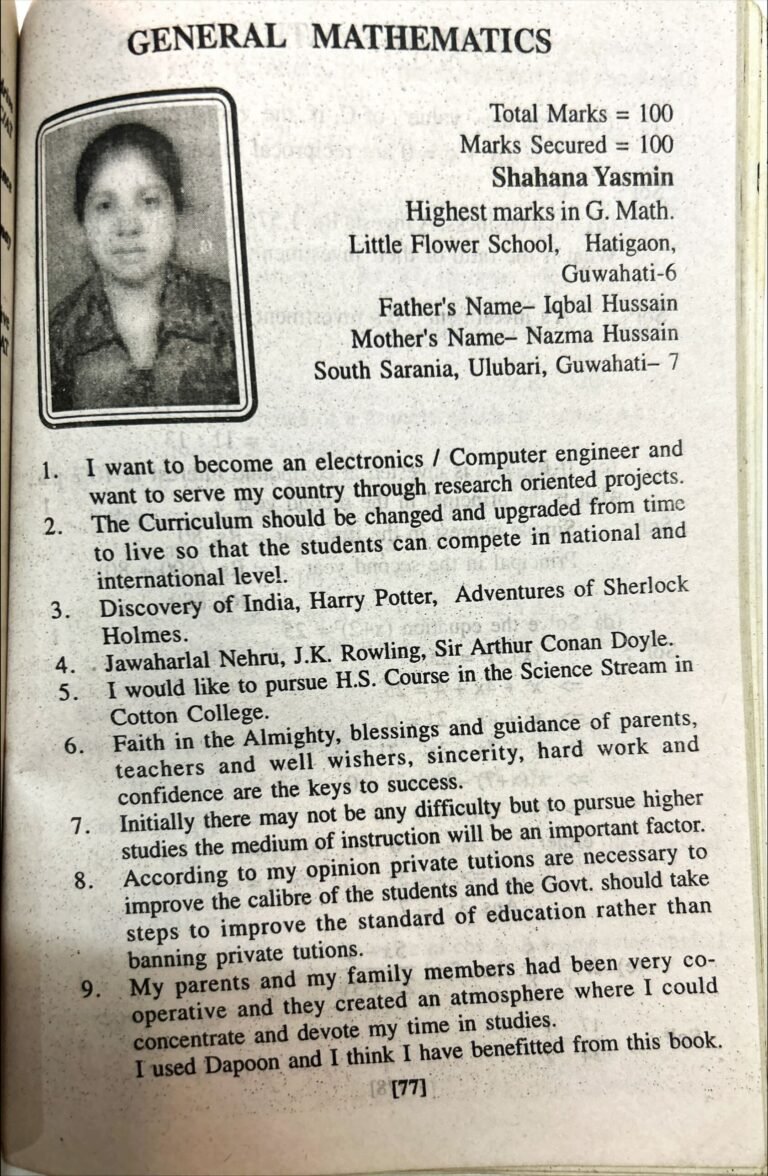 GENERAL MATHEMATICS
Total Marks = 100
Marks Secured = 100
Shahana Yasmin
Highest marks in G. Math.
Little Flower School, Hatigaon,
Guwahati-6
Father's Name– Iqbal Hussain
Mother's Name– Nazma Hussain
South Sarania, Ulubari, Guwahati– 7
1. I want to become an electronics / Computer engineer and
want to serve my country through research oriented projects.
2. The Curriculum should be changed and upgraded from time
to live so that the students can compete in national and
international level.
3. Discovery of India, Harry Potter, Adventures of Sherlock
Holmes.
4. Jawaharlal Nehru, J.K. Rowling, Sir Arthur Conan Doyle.
5. I would like to pursue H.S. Course in the Science Stream in
Cotton College.
6. Faith in the Almighty, blessings and guidance of parents,
teachers and well wishers, sincerity, hard work and
confidence are the keys to success.
7. Initially there may not be any difficulty but to pursue higher
studies the medium of instruction will be an important factor.
8. According to my opinion private tutions are necessary to
improve the calibre of the students and the Govt. should take
steps to improve the standard of education rather than
banning private tutions.
9. My parents and my family members had been very co-
operative and they created an atmosphere where I could
concentrate and devote my time in studies.
I used Dapoon and I think I have benefitted from this book.
[77]